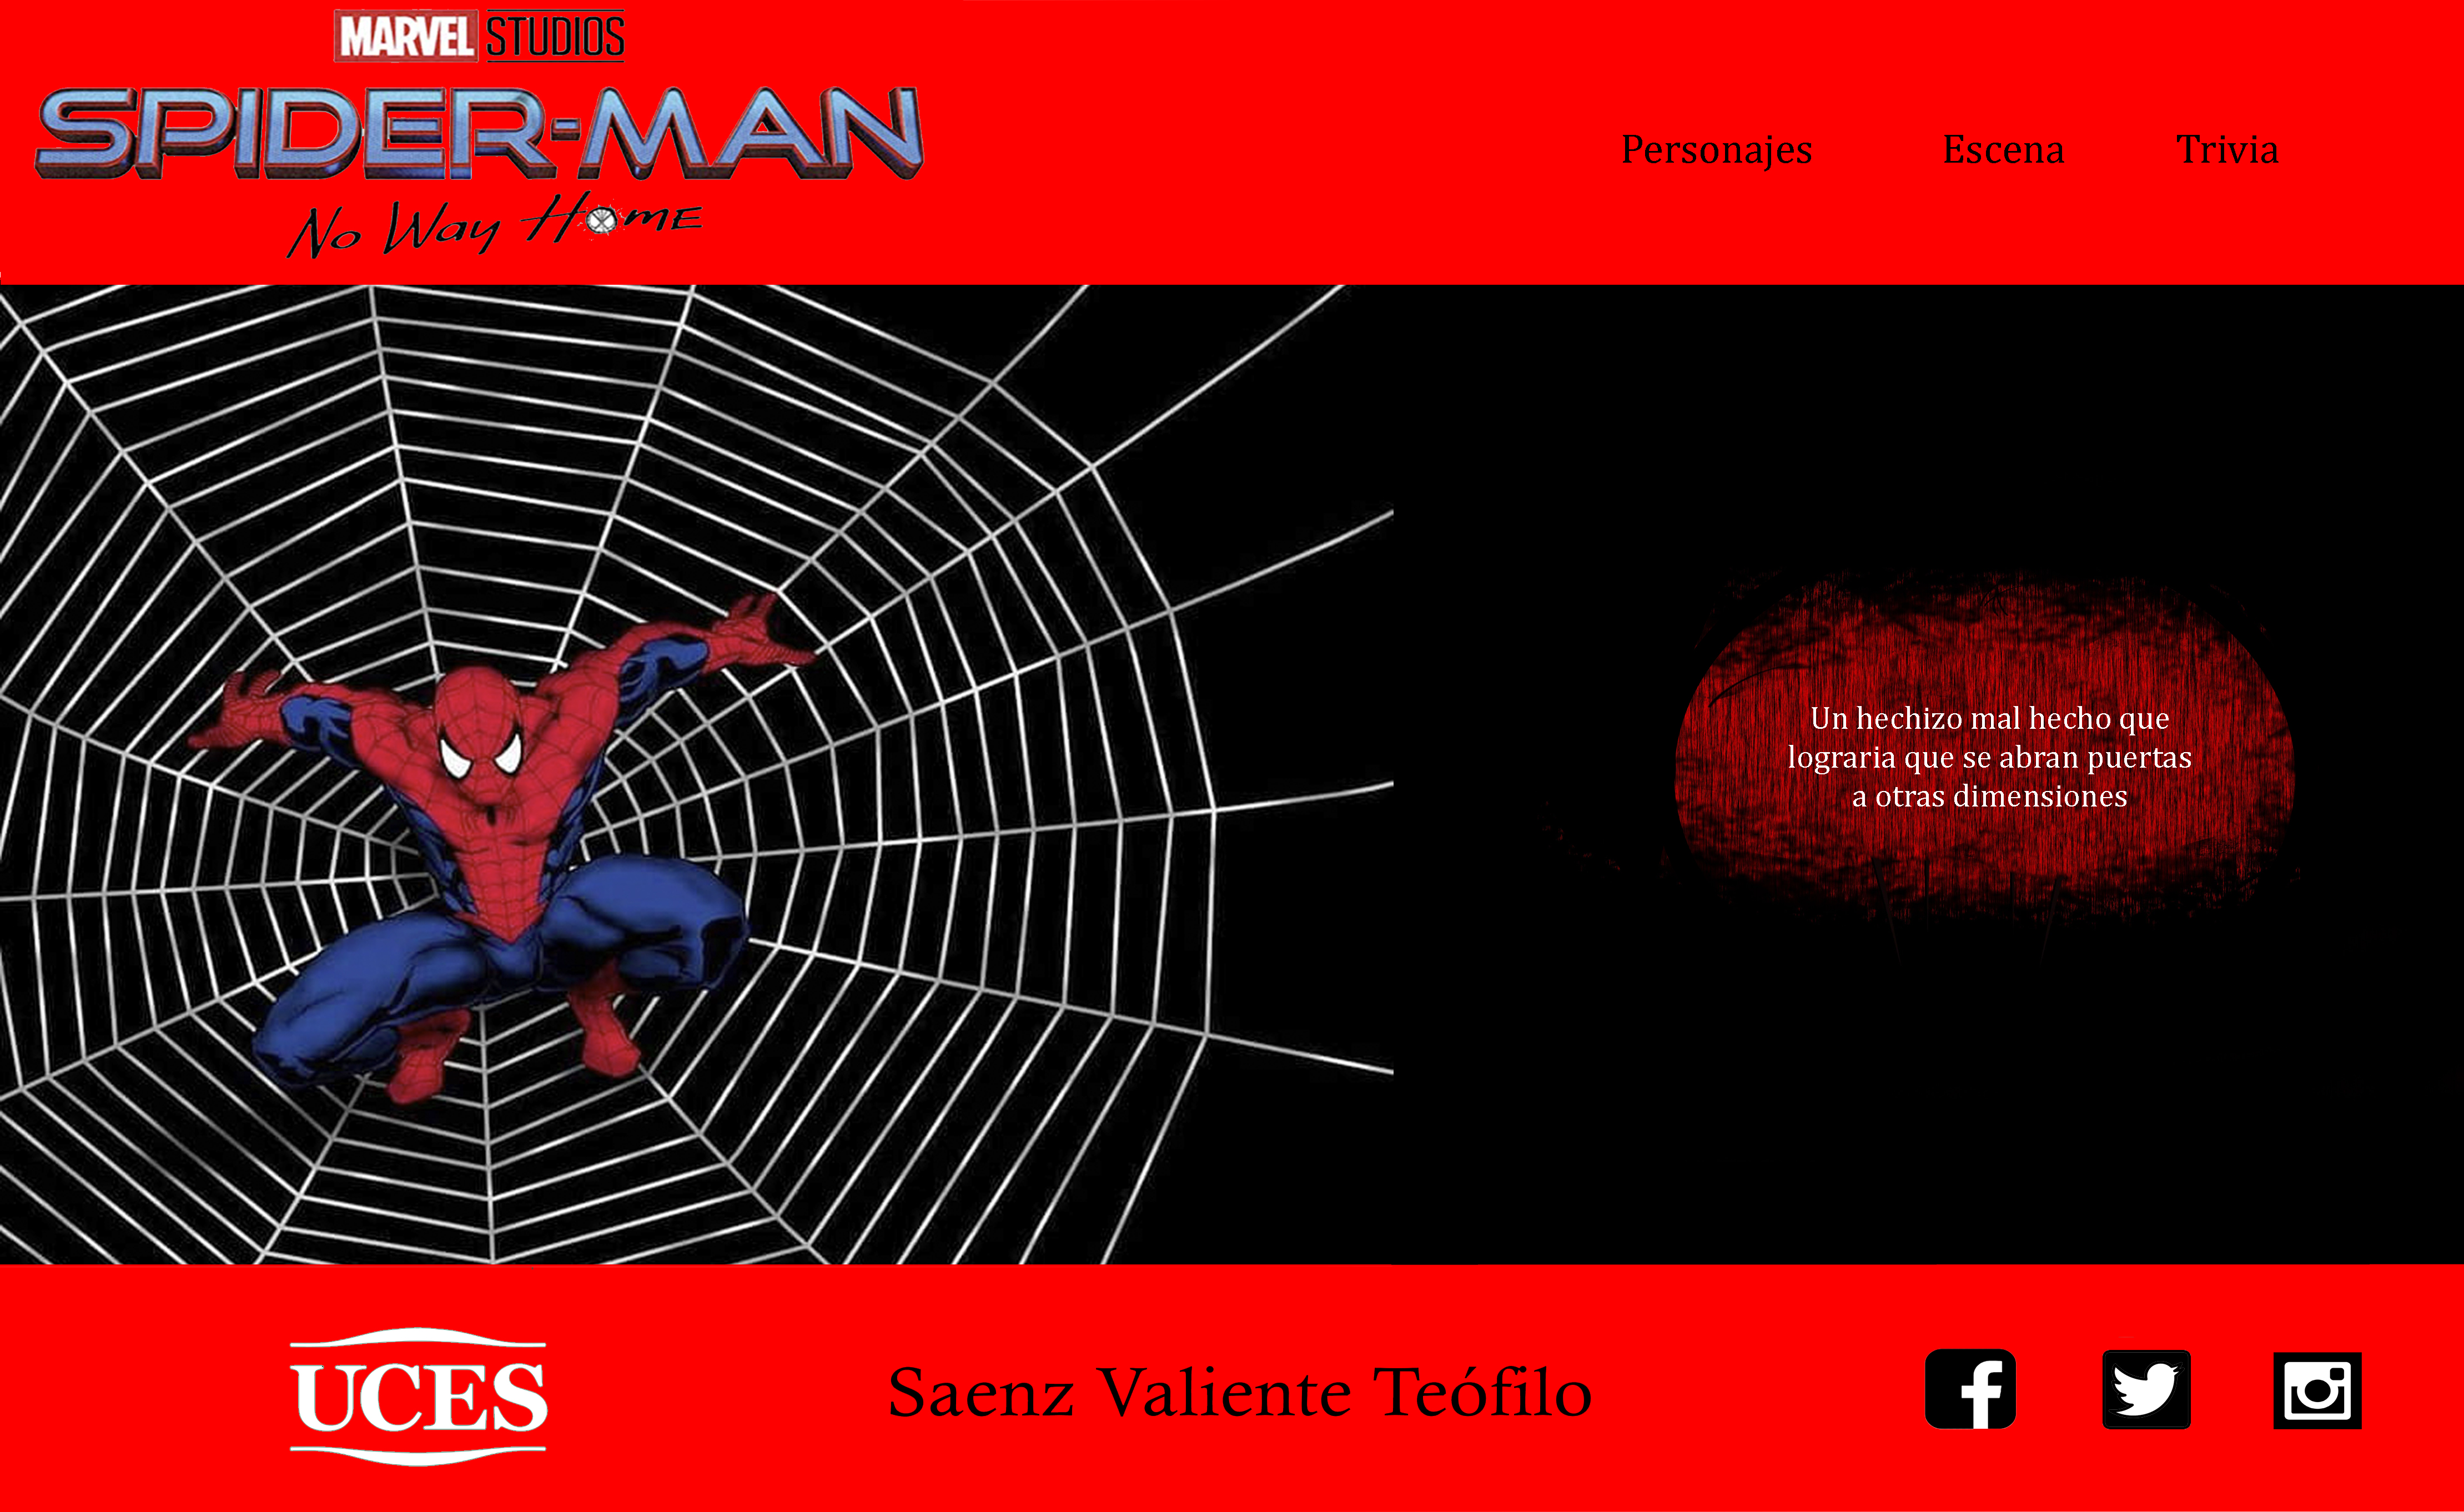 MARVEL STUDIOS
SPIDER-MAN
No Way Home
Personajes Escena Trivia
Un hechizo mal hecho que
lograria que se abran puertas
a otras dimensiones
UCES
Saenz Valiente Teófilo